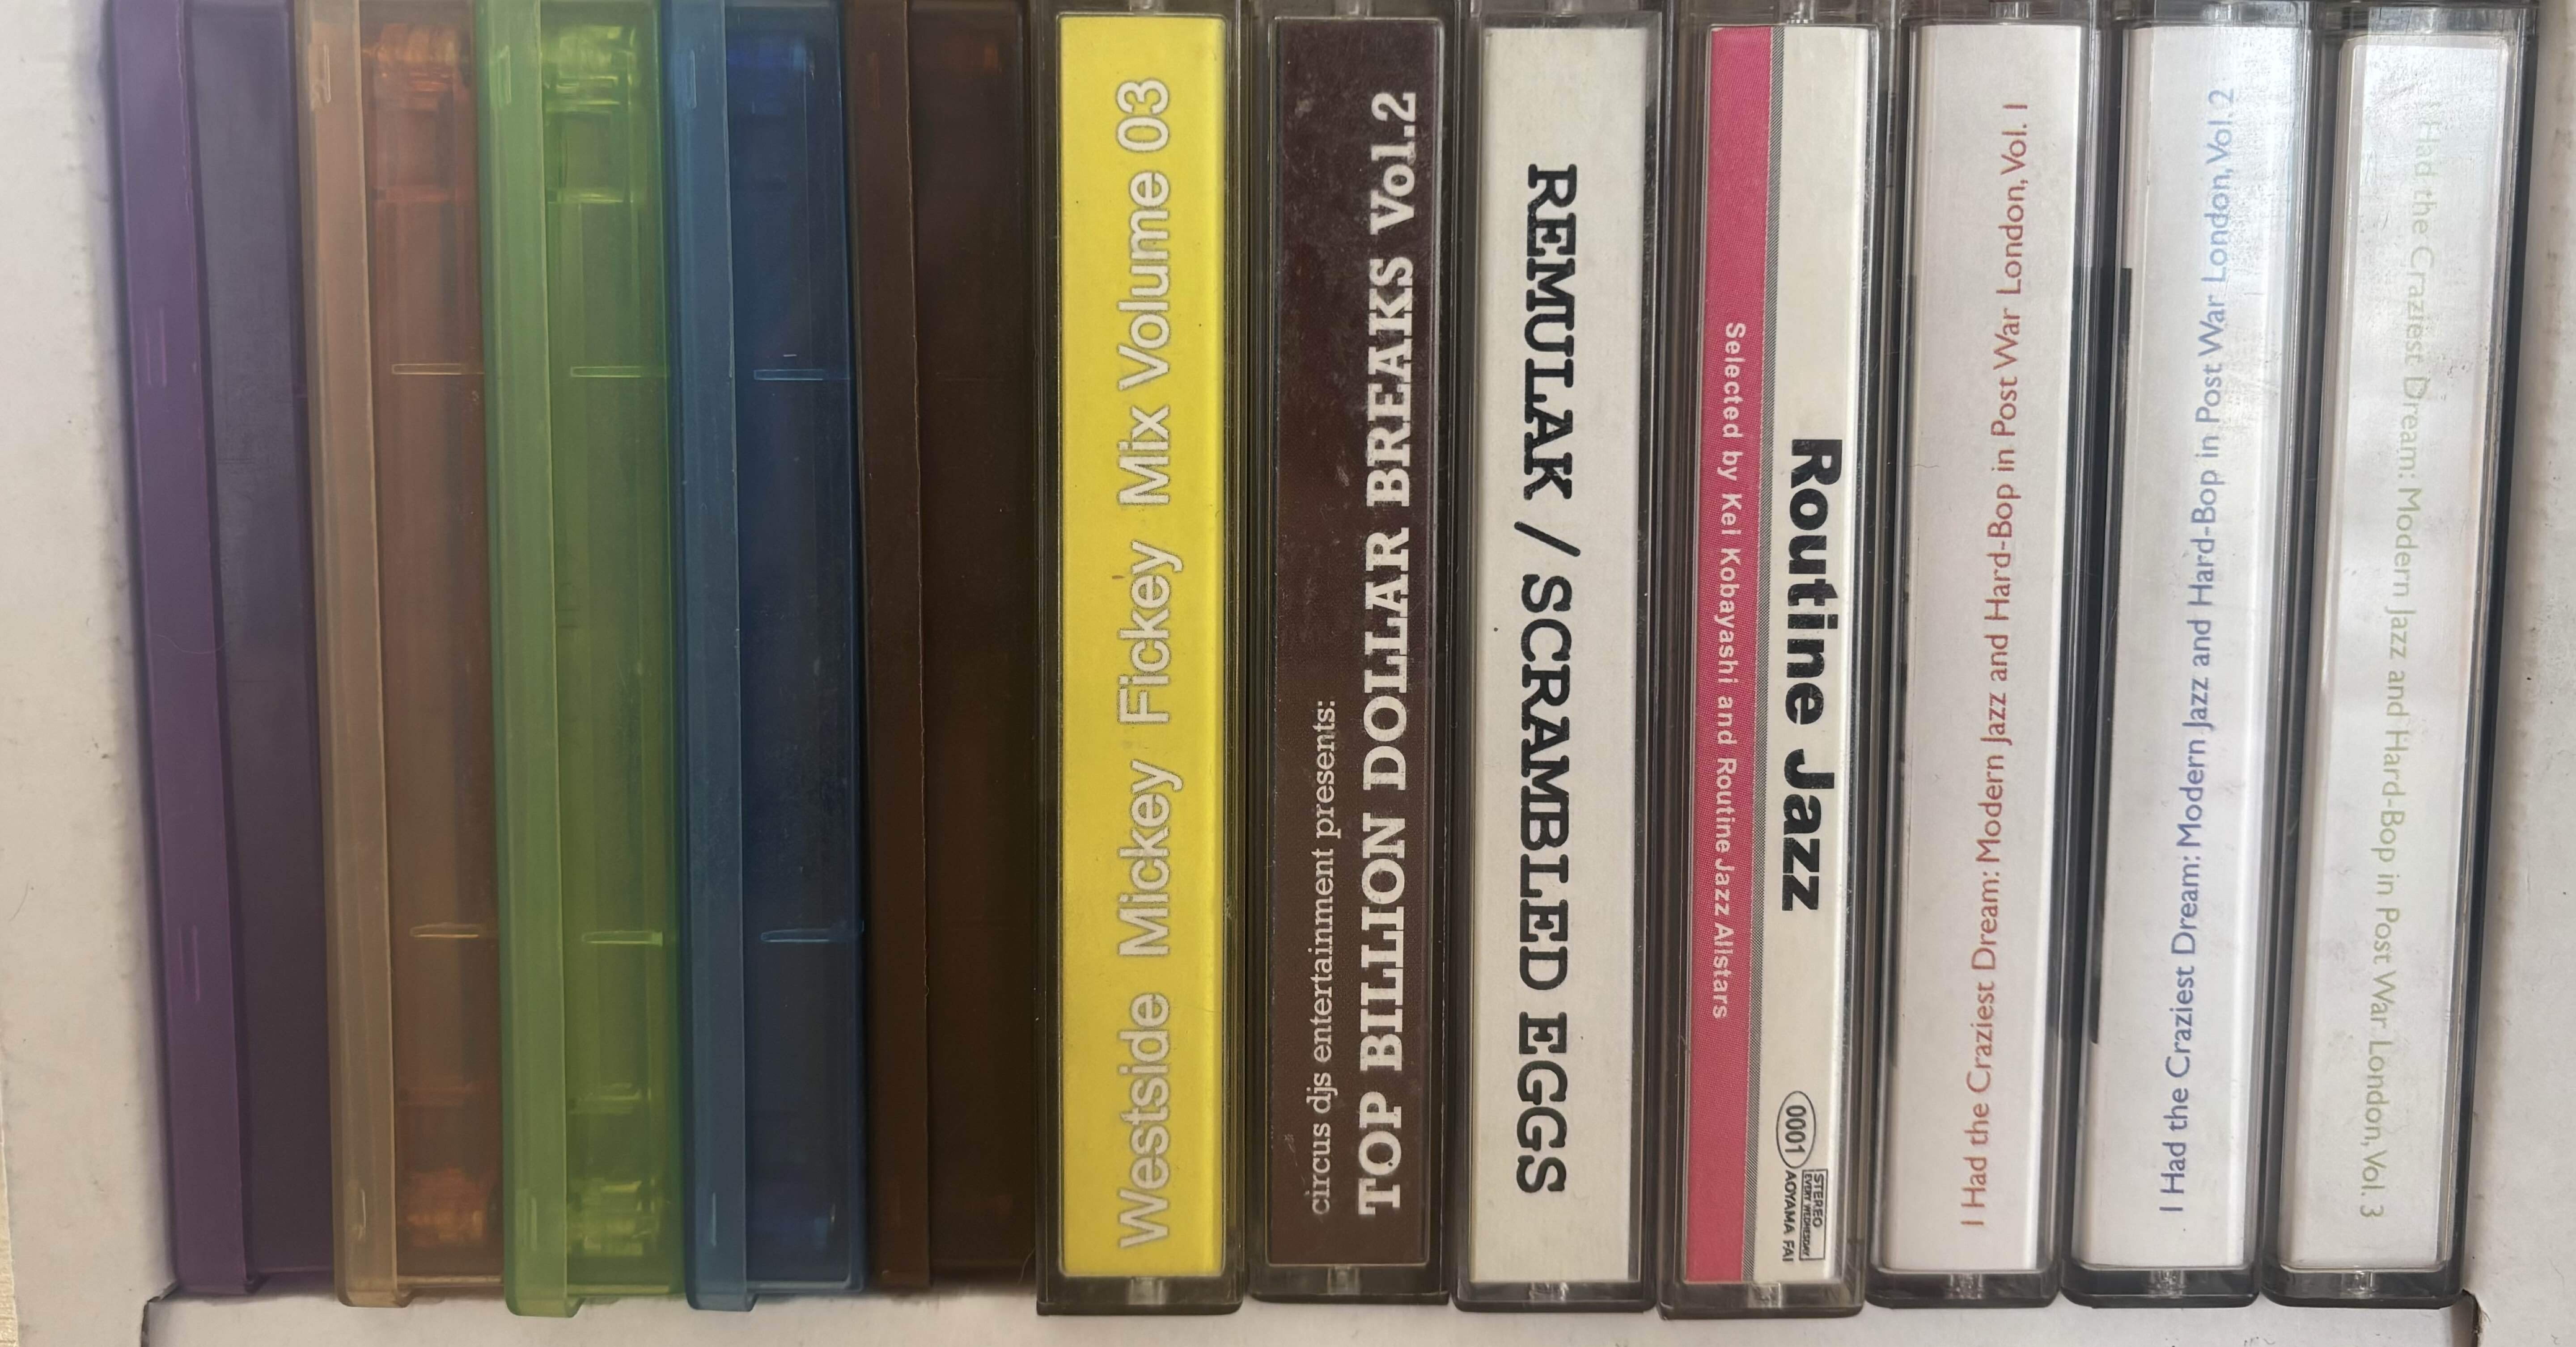 Westside Mickey Fickey Mix Volume 03
circus djs entertainment presents:
TOP BILLION DOLLAR BREAKS Vol.2
REMULAK / SCRAMBLED EGGS
Routine Jazz
0001
STEREO
EVERY WEDNESDAY
AOYAMA FAI
Selected by Kei Kobayashi and Routine Jazz Allstars
I Had the Craziest Dream: Modern Jazz and Hard-Bop in Post War London, Vol. 1
I Had the Craziest Dream: Modern Jazz and Hard-Bop in Post War London, Vol. 2
I Had the Craziest Dream: Modern Jazz and Hard-Bop in Post War London, Vol. 3